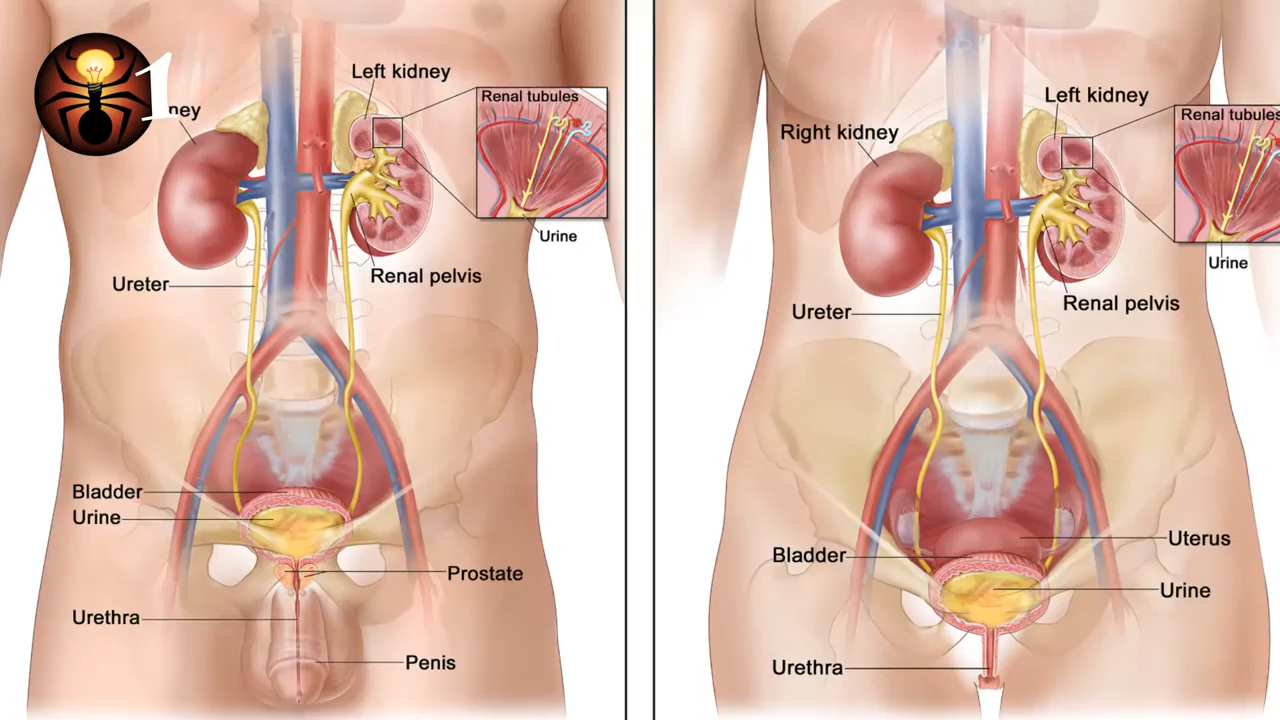 1
ney
Left kidney
Renal tubules
Urine
Renal pelvis
Ureter
Bladder
Urine
Prostate
Urethra
Penis
Left kidney
Right kidney
Renal tubules
Urine
Renal pelvis
Ureter
Uterus
Bladder
Urine
Urethra